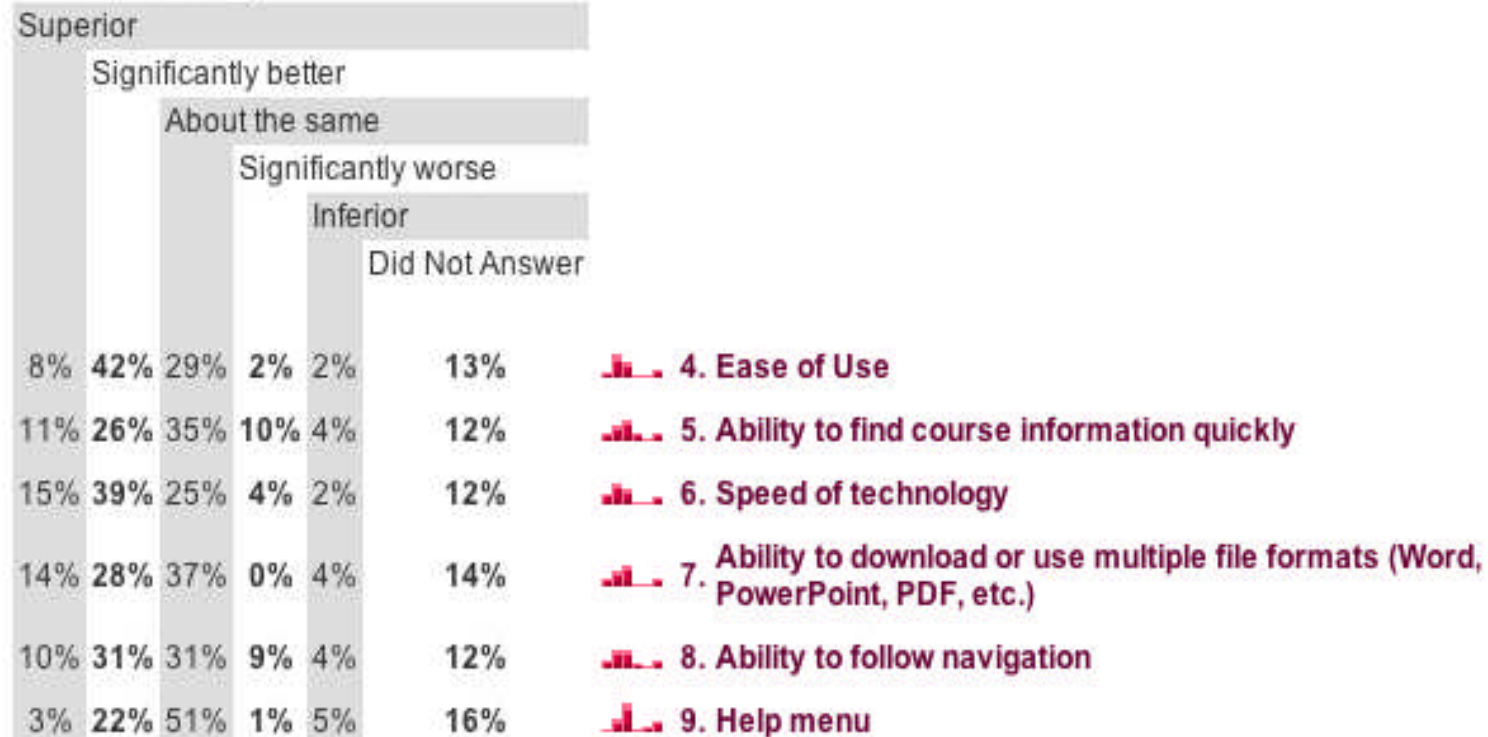 Superior
Significantly better
About the same
Significantly worse
Inferior
Did Not Answer
8% 42% 29% 2% 2% 13% 4. Ease of Use
11% 26% 35% 10% 4% 12% 5. Ability to find course information quickly
15% 39% 25% 4% 2% 12% 6. Speed of technology
14% 28% 37% 0% 4% 14% 7. Ability to download or use multiple file formats (Word,
PowerPoint, PDF, etc.)
10% 31% 31% 9% 4% 12% 8. Ability to follow navigation
3% 22% 51% 1% 5% 16% 9. Help menu